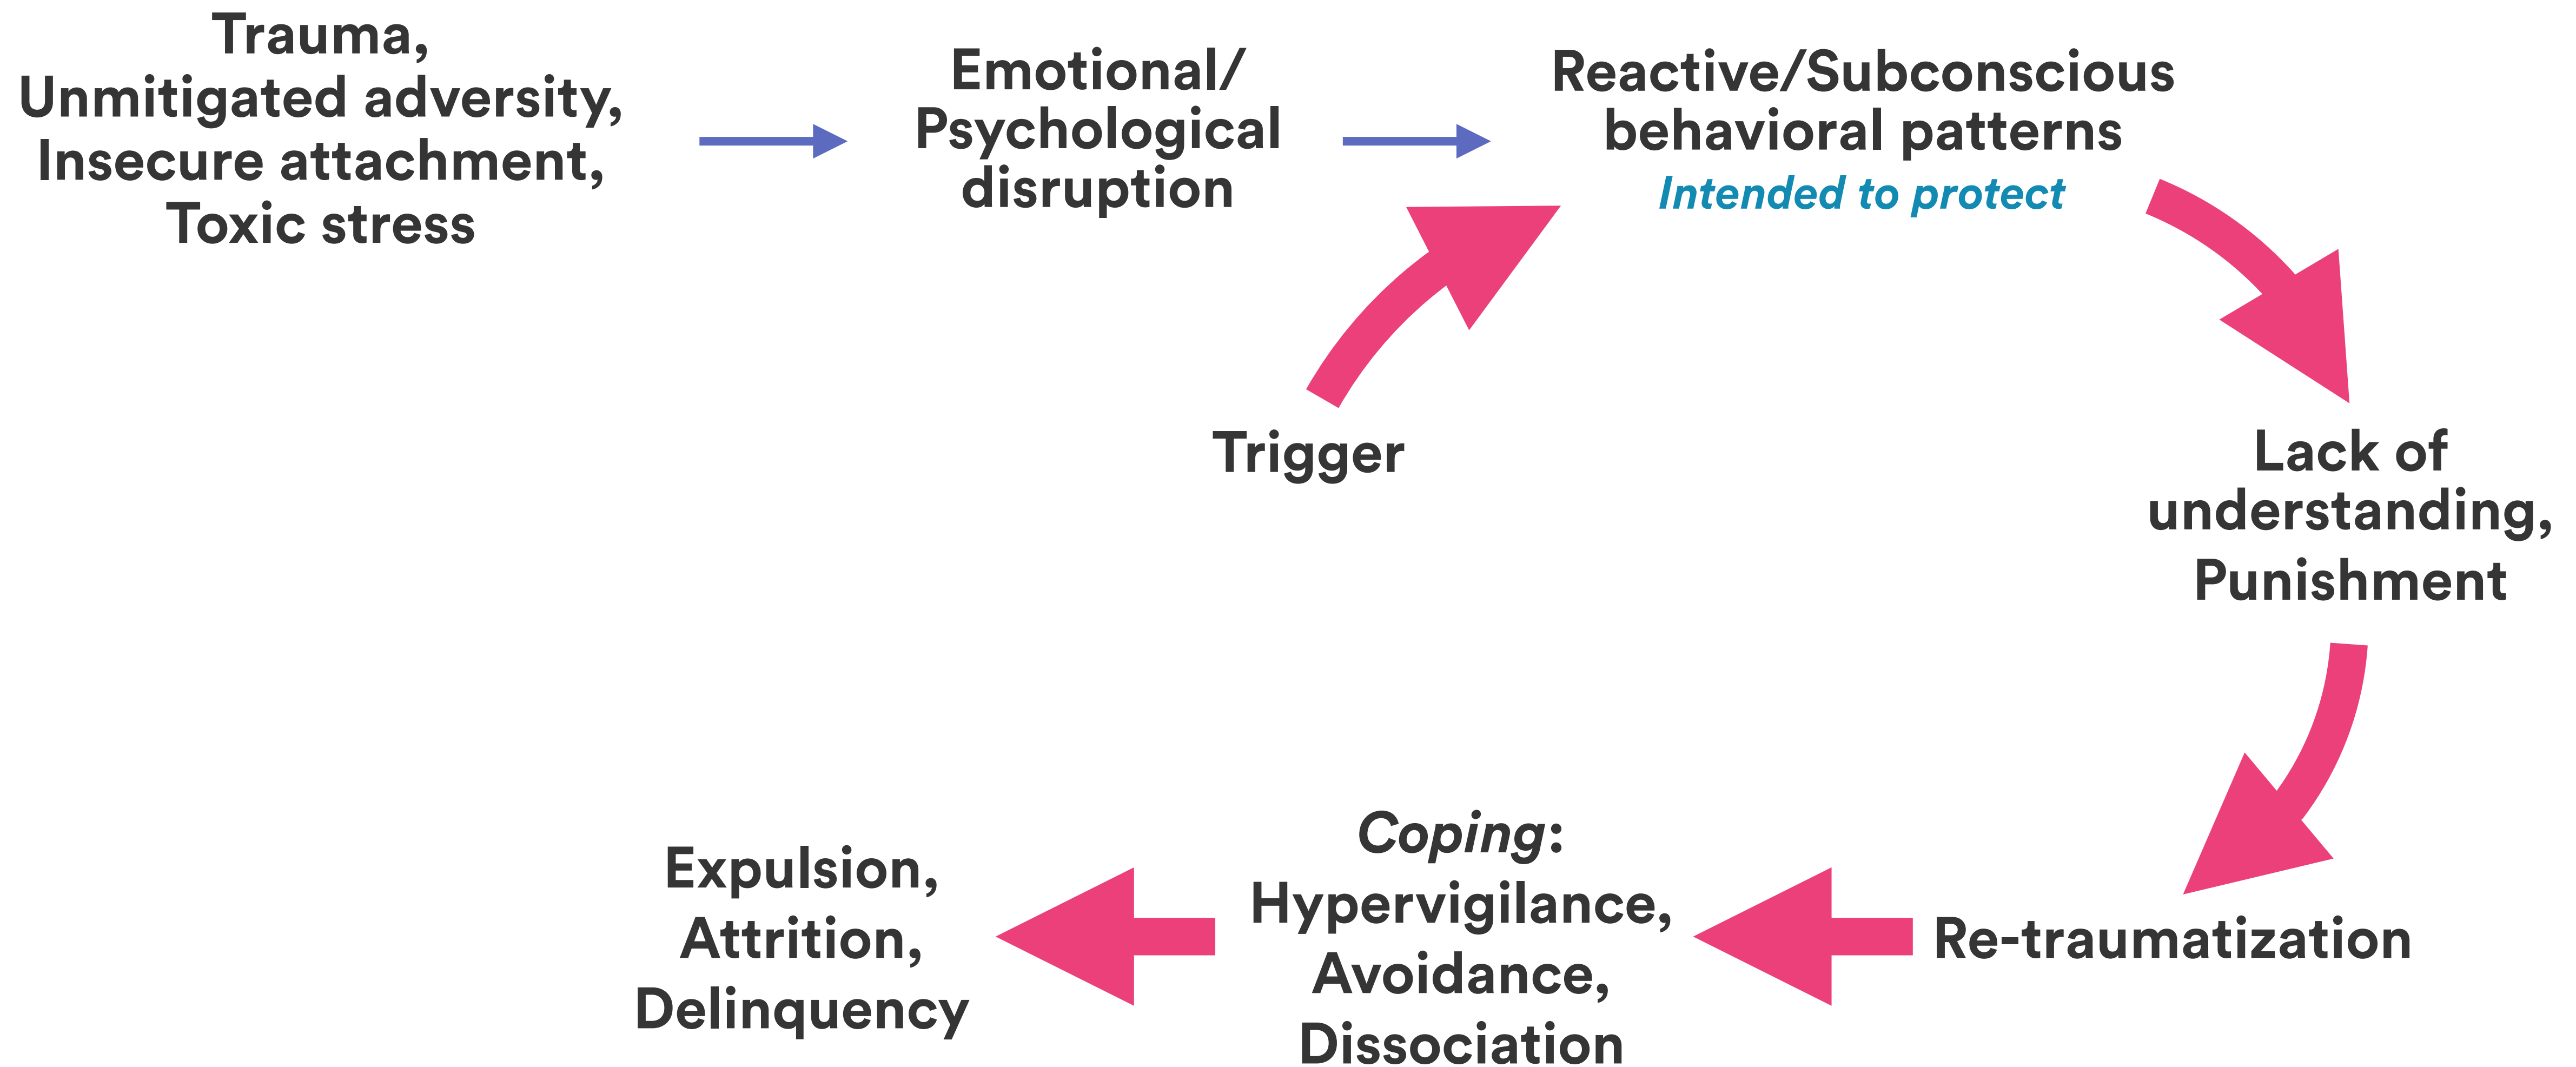 Trauma,
Unmitigated adversity,
Insecure attachment,
Toxic stress
Emotional/
Psychological
disruption
Reactive/Subconscious
behavioral patterns
Intended to protect
Trigger
Lack of
understanding,
Punishment
Re-traumatization
Coping:
Hypervigilance,
Avoidance,
Dissociation
Expulsion,
Attrition,
Delinquency